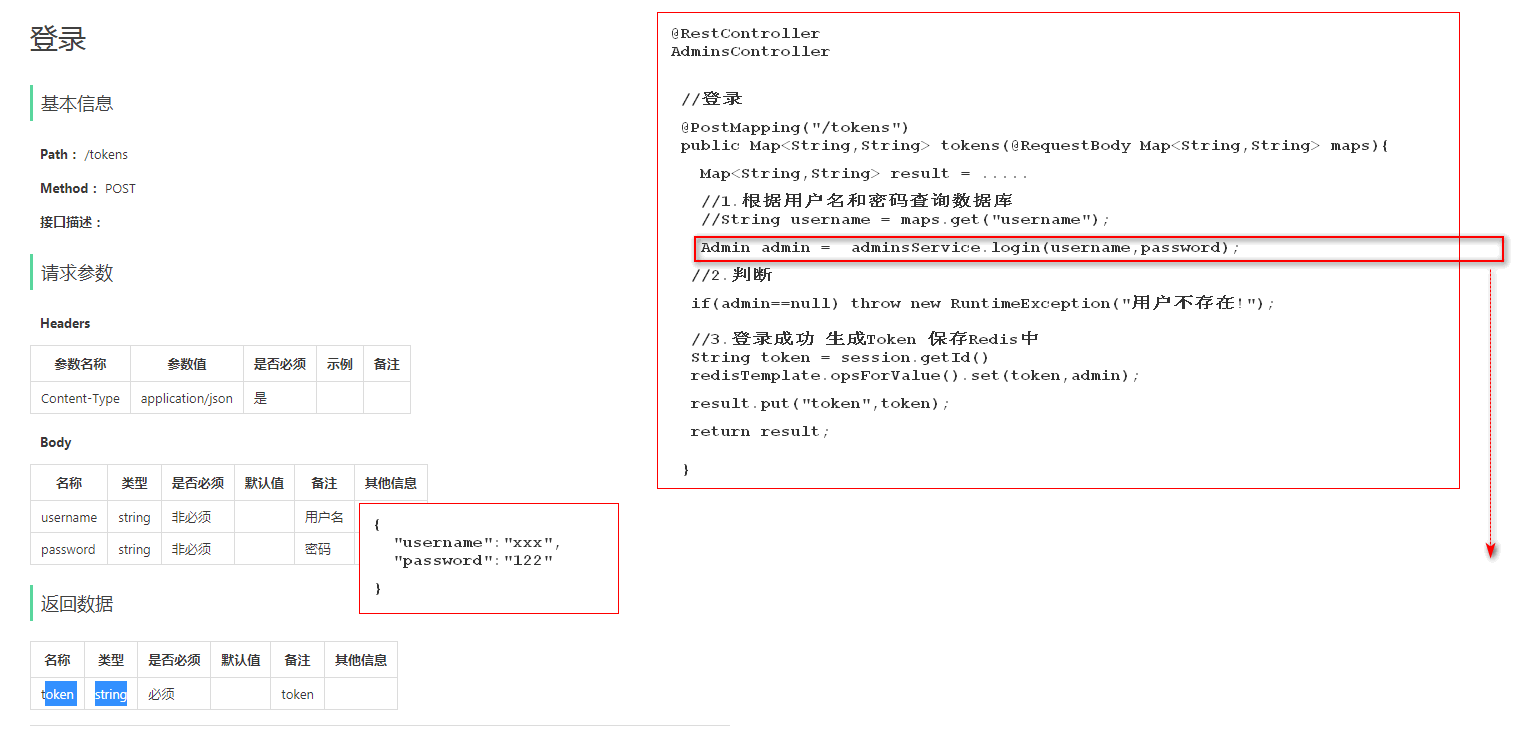 登录
基本信息
Path： /tokens
Method： POST
接口描述：
请求参数
Headers
参数名称 参数值 是否必须 示例 备注
Content-Type application/json 是
Body
名称 类型 是否必须 默认值 备注 其他信息
username string 非必须 用户名
password string 非必须 密码
{
"username":"xxx",
"password":"122"
}
返回数据
名称 类型 是否必须 默认值 备注 其他信息
token string 必须 token
@RestController
AdminsController
//登录
@PostMapping("/tokens")
public Map<String,String> tokens(@RequestBody Map<String,String> maps){
Map<String,String> result = .....
//1.根据用户名和密码查询数据库
//String username = maps.get("username");
Admin admin = adminsService.login(username,password);
//2.判断
if(admin==null) throw new RuntimeException("用户不存在!");
//3.登录成功 生成Token 保存Redis中
String token = session.getId()
redisTemplate.opsForValue().set(token,admin);
result.put("token",token);
return result;
}